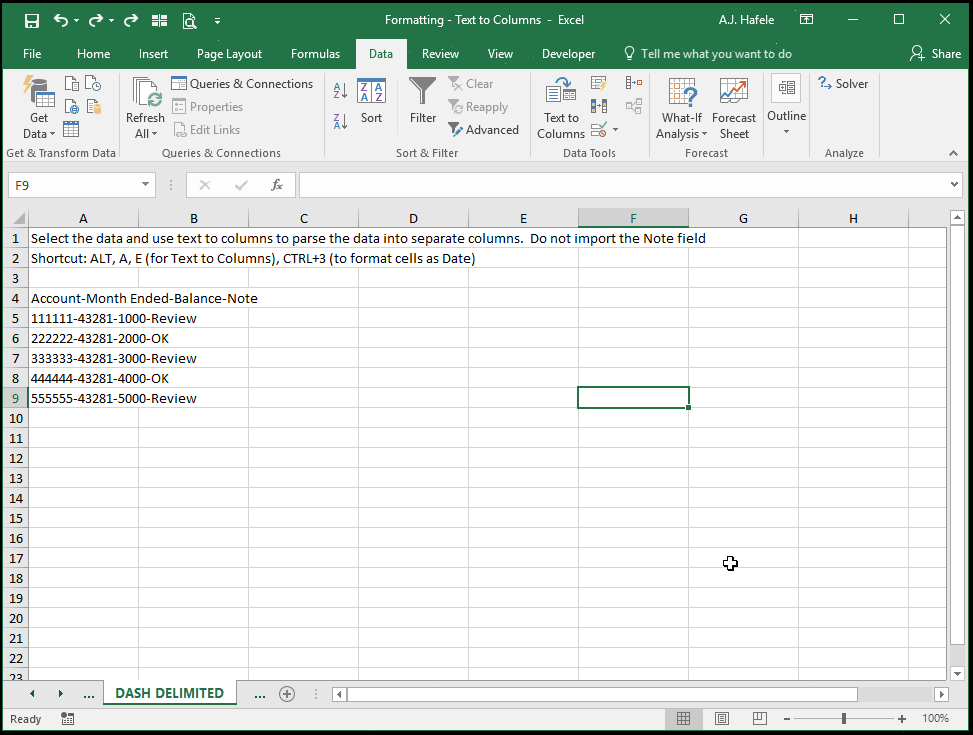 Formatting - Text to Columns - Excel
A.J. Hafele
File Home Insert Page Layout Formulas Data Review View Developer Tell me what you want to do Share
Get Data
Get & Transform Data
Refresh All
Queries & Connections
Properties
Edit Links
Queries & Connections
Sort
Filter
Clear
Reapply
Advanced
Sort & Filter
Text to Columns
Data Tools
What-If Analysis
Forecast Sheet
Forecast
Outline
Solver
Analyze
F9
fx
A B C D E F G H
1 Select the data and use text to columns to parse the data into separate columns.  Do not import the Note field
2 Shortcut: ALT, A, E (for Text to Columns), CTRL+3 (to format cells as Date)
3
4 Account-Month Ended-Balance-Note
5 111111-43281-1000-Review
6 222222-43281-2000-OK
7 333333-43281-3000-Review
8 444444-43281-4000-OK
9 555555-43281-5000-Review
10
11
12
13
14
15
16
17
18
19
20
21
22
23
... DASH DELIMITED ...
Ready
100%